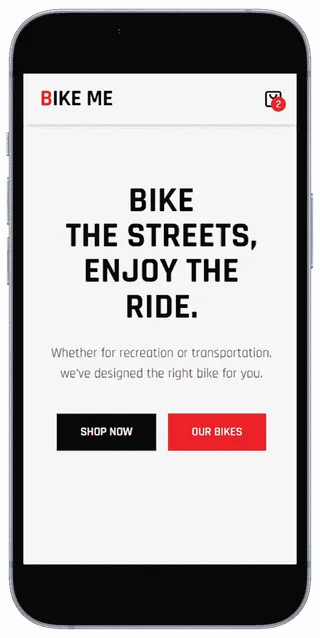 BIKE ME
2
BIKE
THE STREETS,
ENJOY THE
RIDE.
Whether for recreation or transportation.
we've designed the right bike for you.
SHOP NOW
OUR BIKES